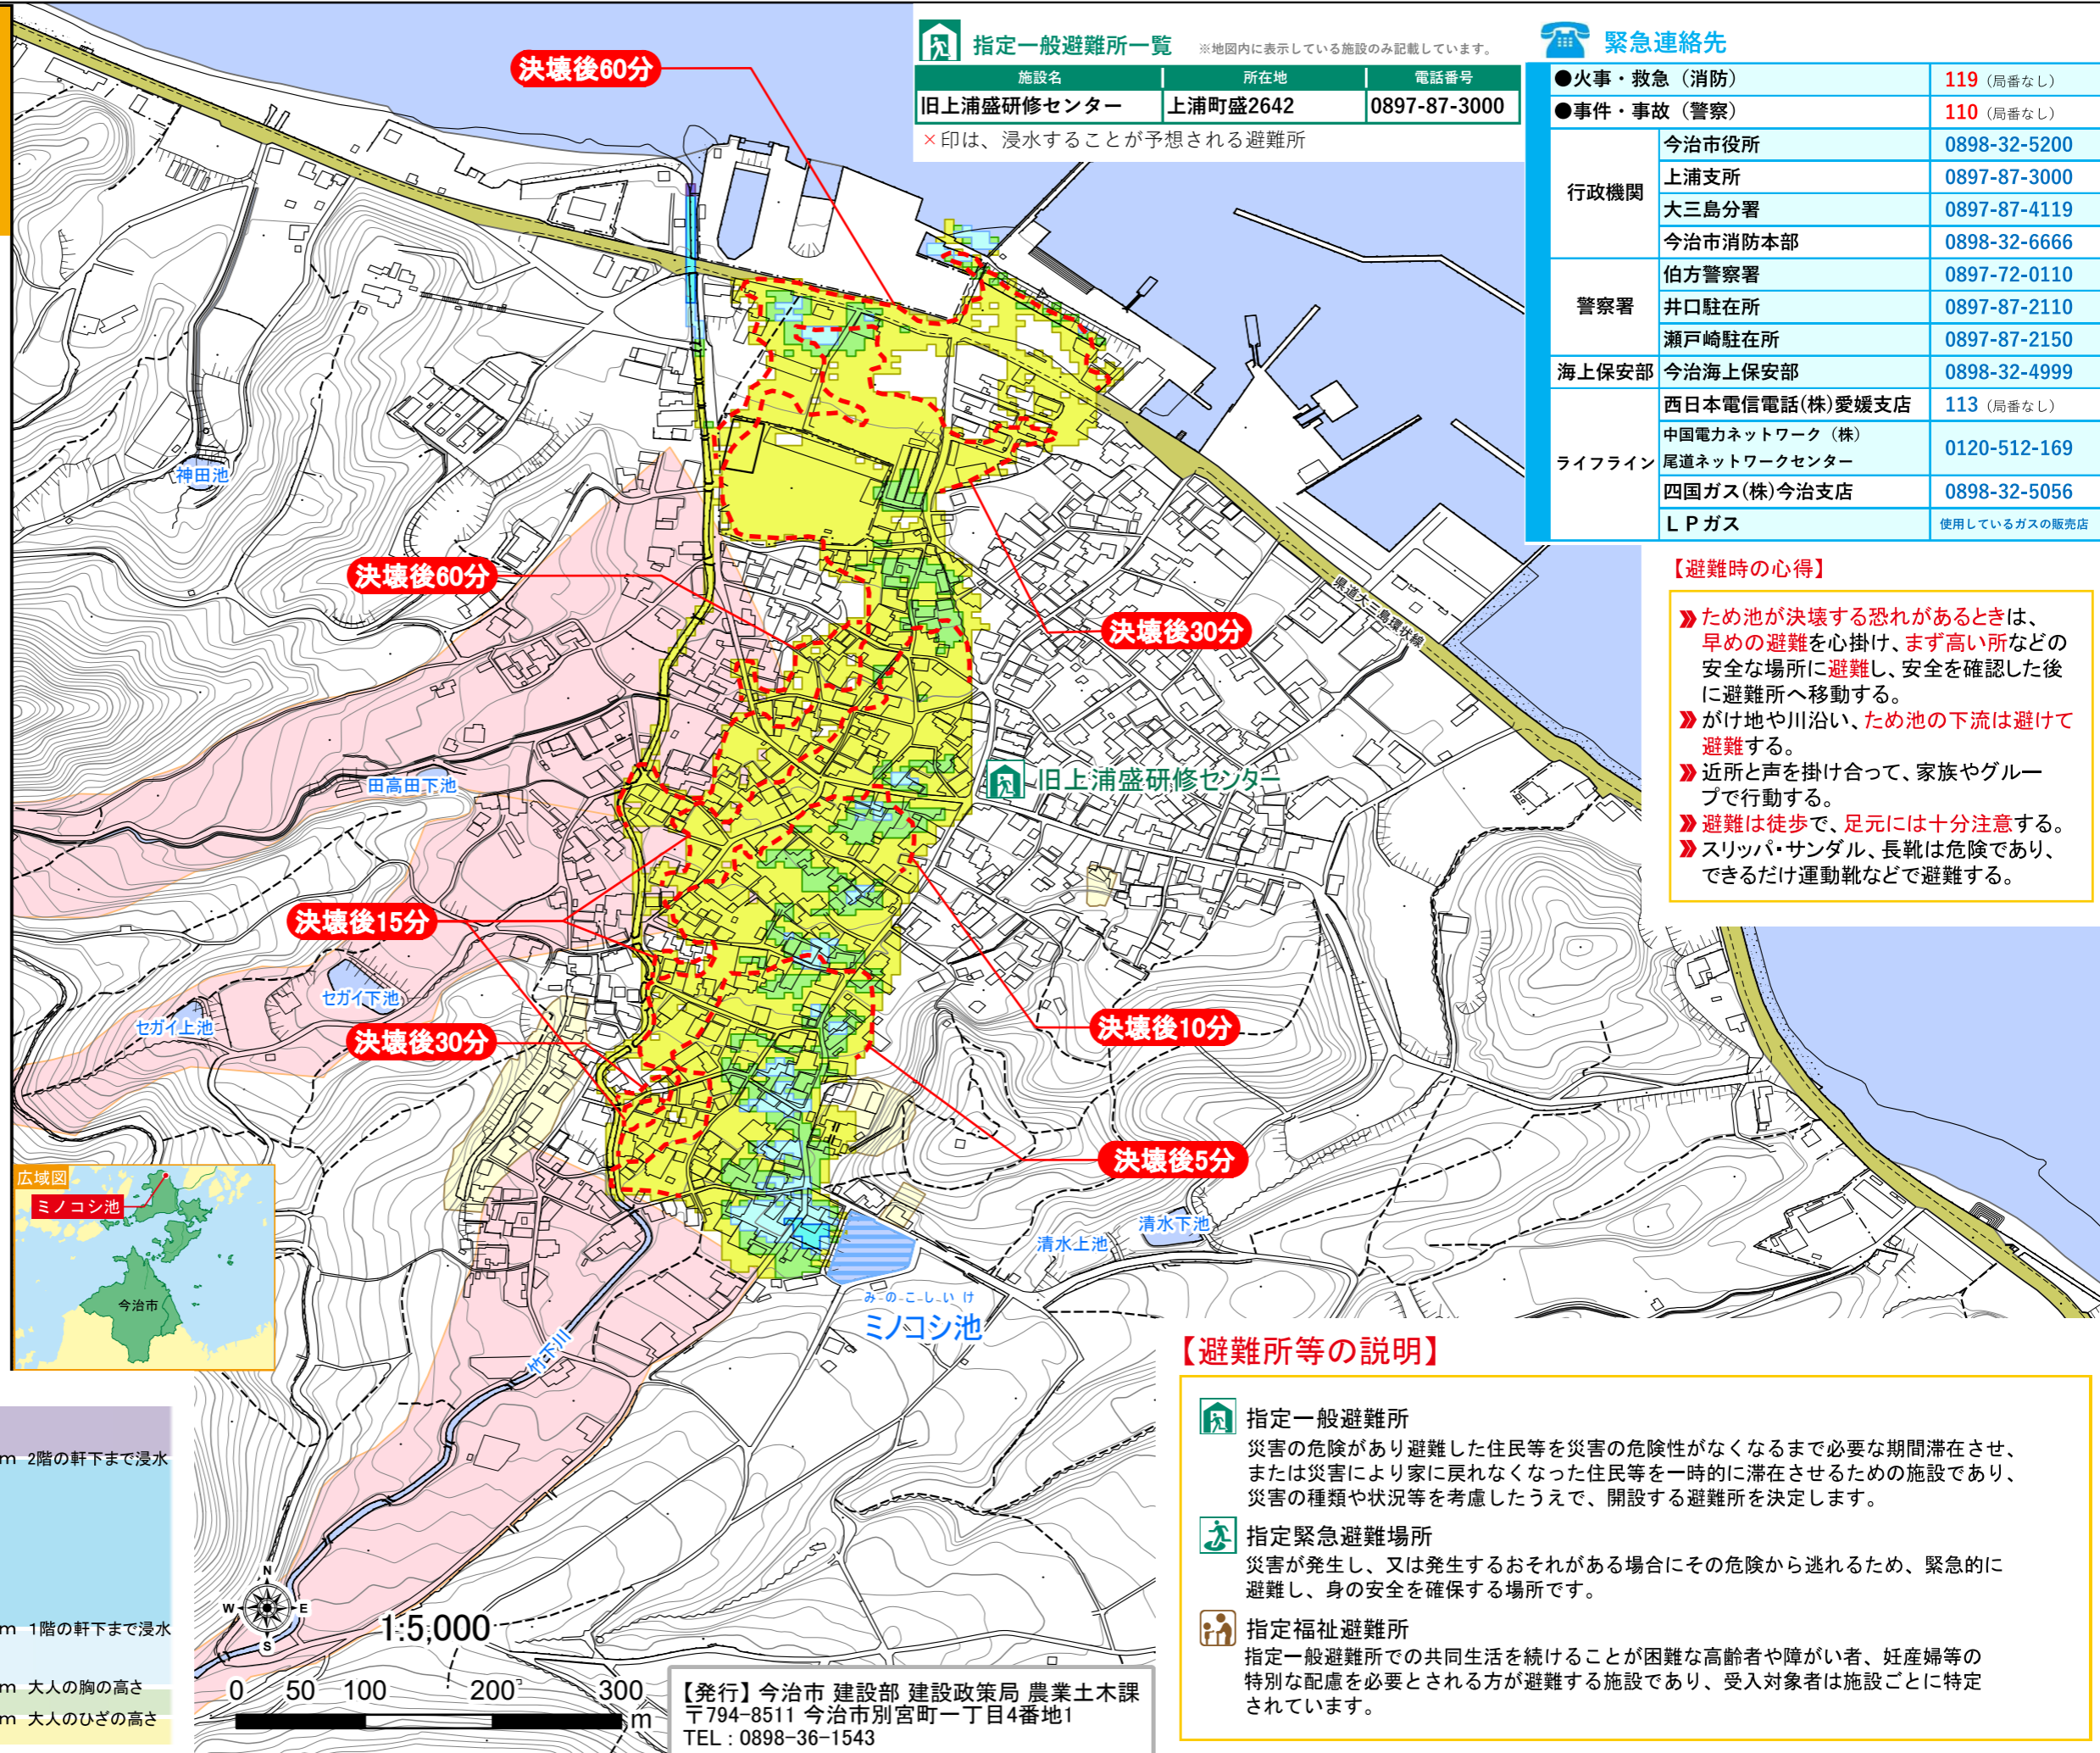 指定一般避難所一覧 ※地図内に表示している施設のみ記載しています。
施設名 所在地 電話番号
旧上浦盛研修センター 上浦町盛2642 0897-87-3000
×印は、浸水することが予想される避難所
緊急連絡先
●火事・救急（消防） 119（局番なし）
●事件・事故（警察） 110（局番なし）
行政機関
今治市役所 0898-32-5200
上浦支所 0897-87-3000
大三島分署 0897-87-4119
今治市消防本部 0898-32-6666
警察署
伯方警察署 0897-72-0110
井口駐在所 0897-87-2110
瀬戸崎駐在所 0897-87-2150
海上保安部 今治海上保安部 0898-32-4999
ライフライン
西日本電信電話(株)愛媛支店 113（局番なし）
中国電力ネットワーク（株）
尾道ネットワークセンター 0120-512-169
四国ガス(株)今治支店 0898-32-5056
ＬＰガス 使用しているガスの販売店
【避難時の心得】
ため池が決壊する恐れがあるときは、
早めの避難を心掛け、まず高い所などの
安全な場所に避難し、安全を確認した後
に避難所へ移動する。
がけ地や川沿い、ため池の下流は避けて
避難する。
近所と声を掛け合って、家族やグルー
プで行動する。
避難は徒歩で、足元には十分注意する。
スリッパ・サンダル、長靴は危険であり、
できるだけ運動靴などで避難する。
決壊後60分
神田池
決壊後60分
決壊後30分
県道大三島環状線
旧上浦盛研修センター
田高田下池
決壊後15分
セガイ下池
セガイ上池
決壊後30分
決壊後10分
決壊後5分
清水下池
清水上池
みのこしいけ
ミノコシ池
竹下川
広域図
ミノコシ池
今治市
m 2階の軒下まで浸水
m 1階の軒下まで浸水
m 大人の胸の高さ
m 大人のひざの高さ
N
W E
S
1:5,000
0 50 100 200 300
m
【発行】今治市 建設部 建設政策局 農業土木課
〒794-8511 今治市別宮町一丁目4番地1
TEL：0898-36-1543
【避難所等の説明】
指定一般避難所
災害の危険があり避難した住民等を災害の危険性がなくなるまで必要な期間滞在させ、
または災害により家に戻れなくなった住民等を一時的に滞在させるための施設であり、
災害の種類や状況等を考慮したうえで、開設する避難所を決定します。
指定緊急避難場所
災害が発生し、又は発生するおそれがある場合にその危険から逃れるため、緊急的に
避難し、身の安全を確保する場所です。
指定福祉避難所
指定一般避難所での共同生活を続けることが困難な高齢者や障がい者、妊産婦等の
特別な配慮を必要とされる方が避難する施設であり、受入対象者は施設ごとに特定
されています。